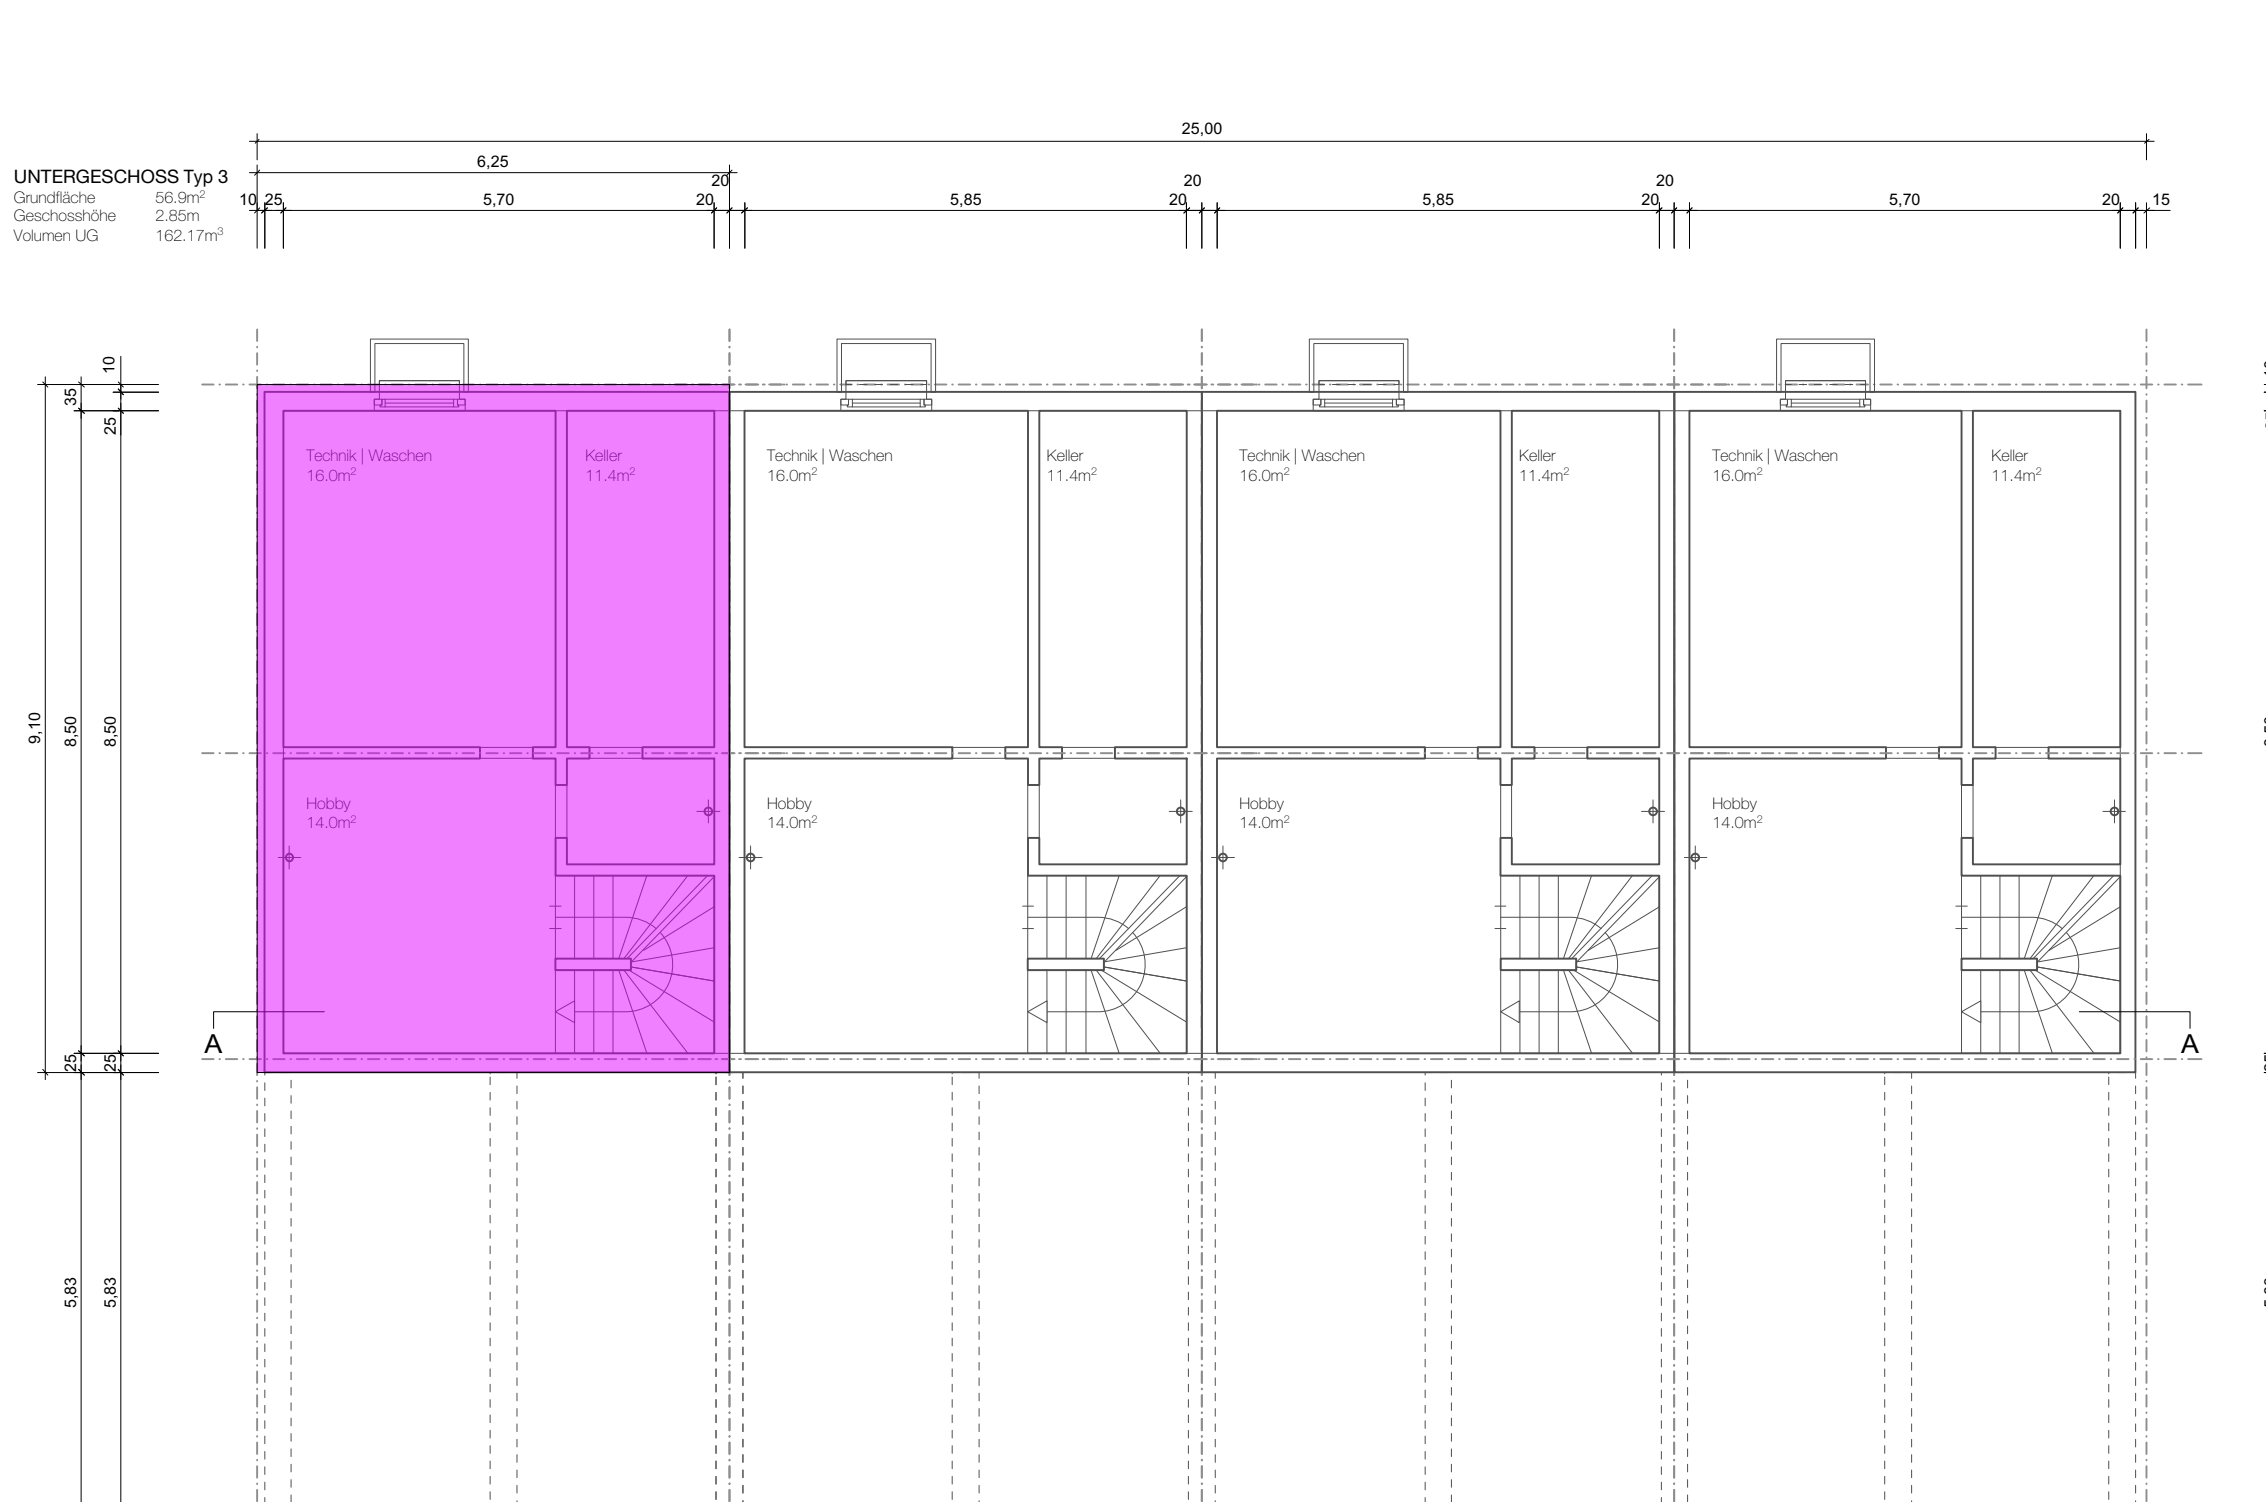 25,00
6,25
UNTERGESCHOSS Typ 3
Grundfläche 56.9m²
Geschosshöhe 2.85m
Volumen UG 162.17m³
20 20 20
10 25 5,70 20 5,85 20 5,85 20 5,70 20 15
10
35
25
Technik | Waschen
16.0m²
Keller
11.4m²
Technik | Waschen
16.0m²
Keller
11.4m²
Technik | Waschen
16.0m²
Keller
11.4m²
Technik | Waschen
16.0m²
Keller
11.4m²
9,10
8,50
8,50
Hobby
14.0m²
Hobby
14.0m²
Hobby
14.0m²
Hobby
14.0m²
A
A
25
25
5,83
5,83